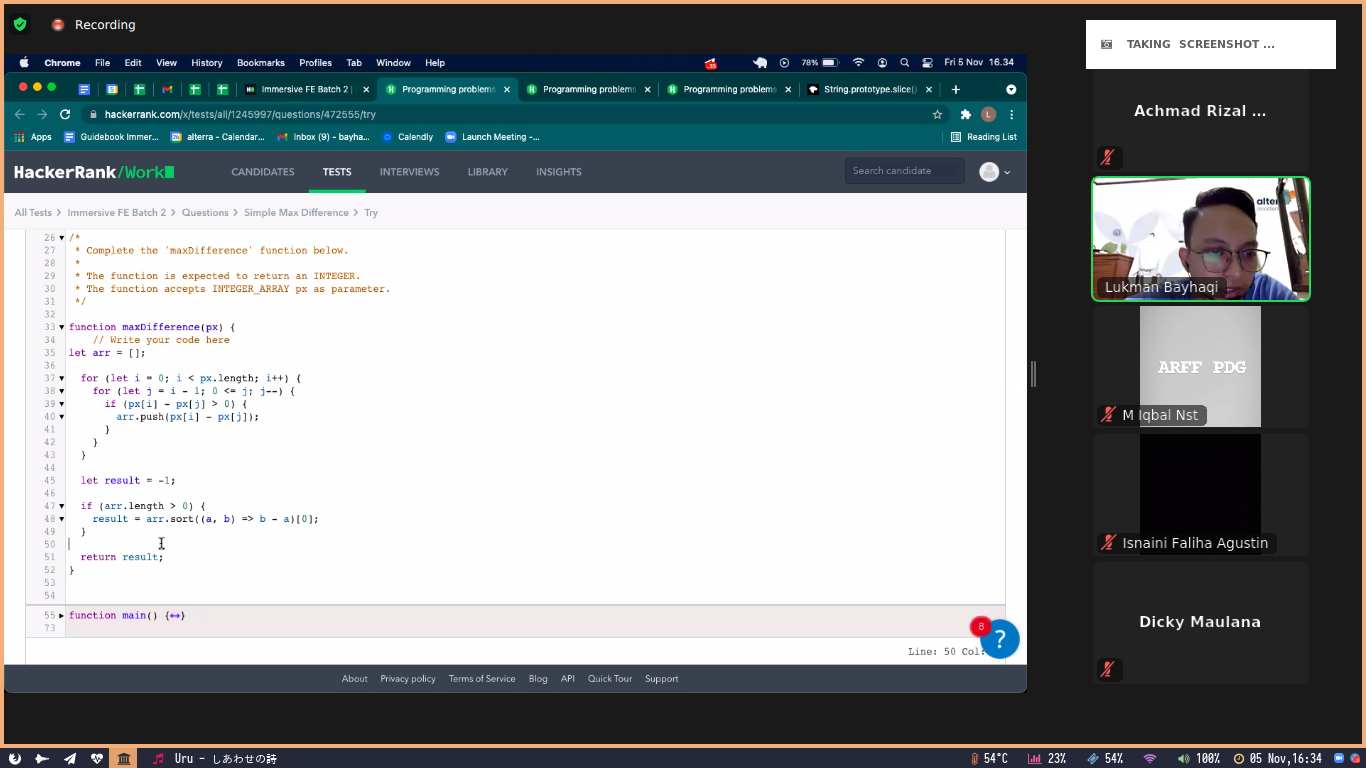 Recording
TAKING SCREENSHOT ...
Chrome File Edit View History Bookmarks Profiles Tab Window Help
78% Fri 5 Nov 16.34
Immersive FE Batch 2 |
Programming problems
Programming problems
Programming problems
String.prototype.slice()
hackerrank.com/x/tests/all/1245997/questions/472555/try
L
Apps Guidebook Immer... alterra - Calendar... Inbox (9) - bayha... Calendly Launch Meeting -... Reading List
HackerRank/Work
CANDIDATES TESTS INTERVIEWS LIBRARY INSIGHTS
Search candidate
All Tests > Immersive FE Batch 2 > Questions > Simple Max Difference > Try
26 /*
27 * Complete the 'maxDifference' function below.
28 *
29 * The function is expected to return an INTEGER.
30 * The function accepts INTEGER_ARRAY px as parameter.
31 */
32
33 function maxDifference(px) {
34 // Write your code here
35 let arr = [];
36
37 for (let i = 0; i < px.length; i++) {
38 for (let j = i - 1; 0 <= j; j--) {
39 if (px[i] - px[j] > 0) {
40 arr.push(px[i] - px[j]);
41 }
42 }
43 }
44
45 let result = -1;
46
47 if (arr.length > 0) {
48 result = arr.sort((a, b) => b - a)[0];
49 }
50
51 return result;
52 }
53
54
55 function main() {↔}
73
8
?
Line: 50 Col:
About Privacy policy Terms of Service Blog API Quick Tour Support
Achmad Rizal ...
Lukman Bayhaqi
ARFF PDG
M Iqbal Nst
Isnaini Faliha Agustin
Dicky Maulana
Uru - しあわせの詩
54°C 23% 54% 100% 05 Nov,16:34